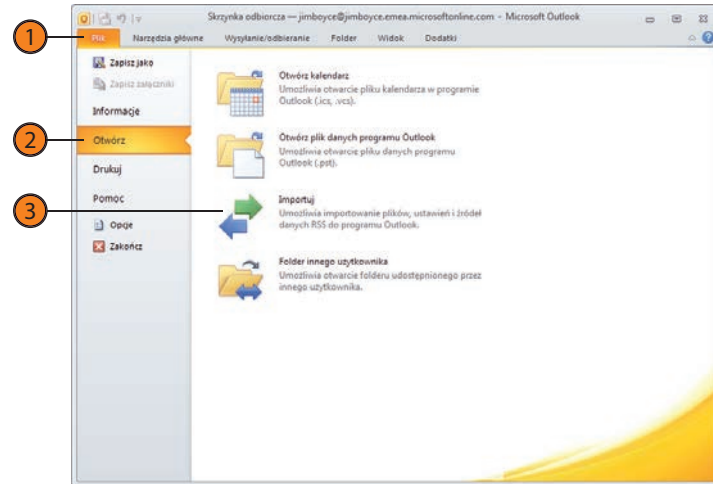 Skrzynka odbiorcza — jimboyce@jimboyce.emea.microsoftonline.com - Microsoft Outlook
1
Plik Narzędzia główne Wysyłanie/odbieranie Folder Widok Dodatki
Zapisz jako
Zapisz załączniki
Informacje
2
Otwórz
Drukuj
Pomoc
3
Opcje
Zakończ
Otwórz kalendarz
Umożliwia otwarcie pliku kalendarza w programie
Outlook (.ics, .vcs).
Otwórz plik danych programu Outlook
Umożliwia otwarcie pliku danych programu
Outlook (.pst).
Importuj
Umożliwia importowanie plików, ustawień i źródeł
danych RSS do programu Outlook.
Folder innego użytkownika
Umożliwia otwarcie folderu udostępnionego przez
innego użytkownika.